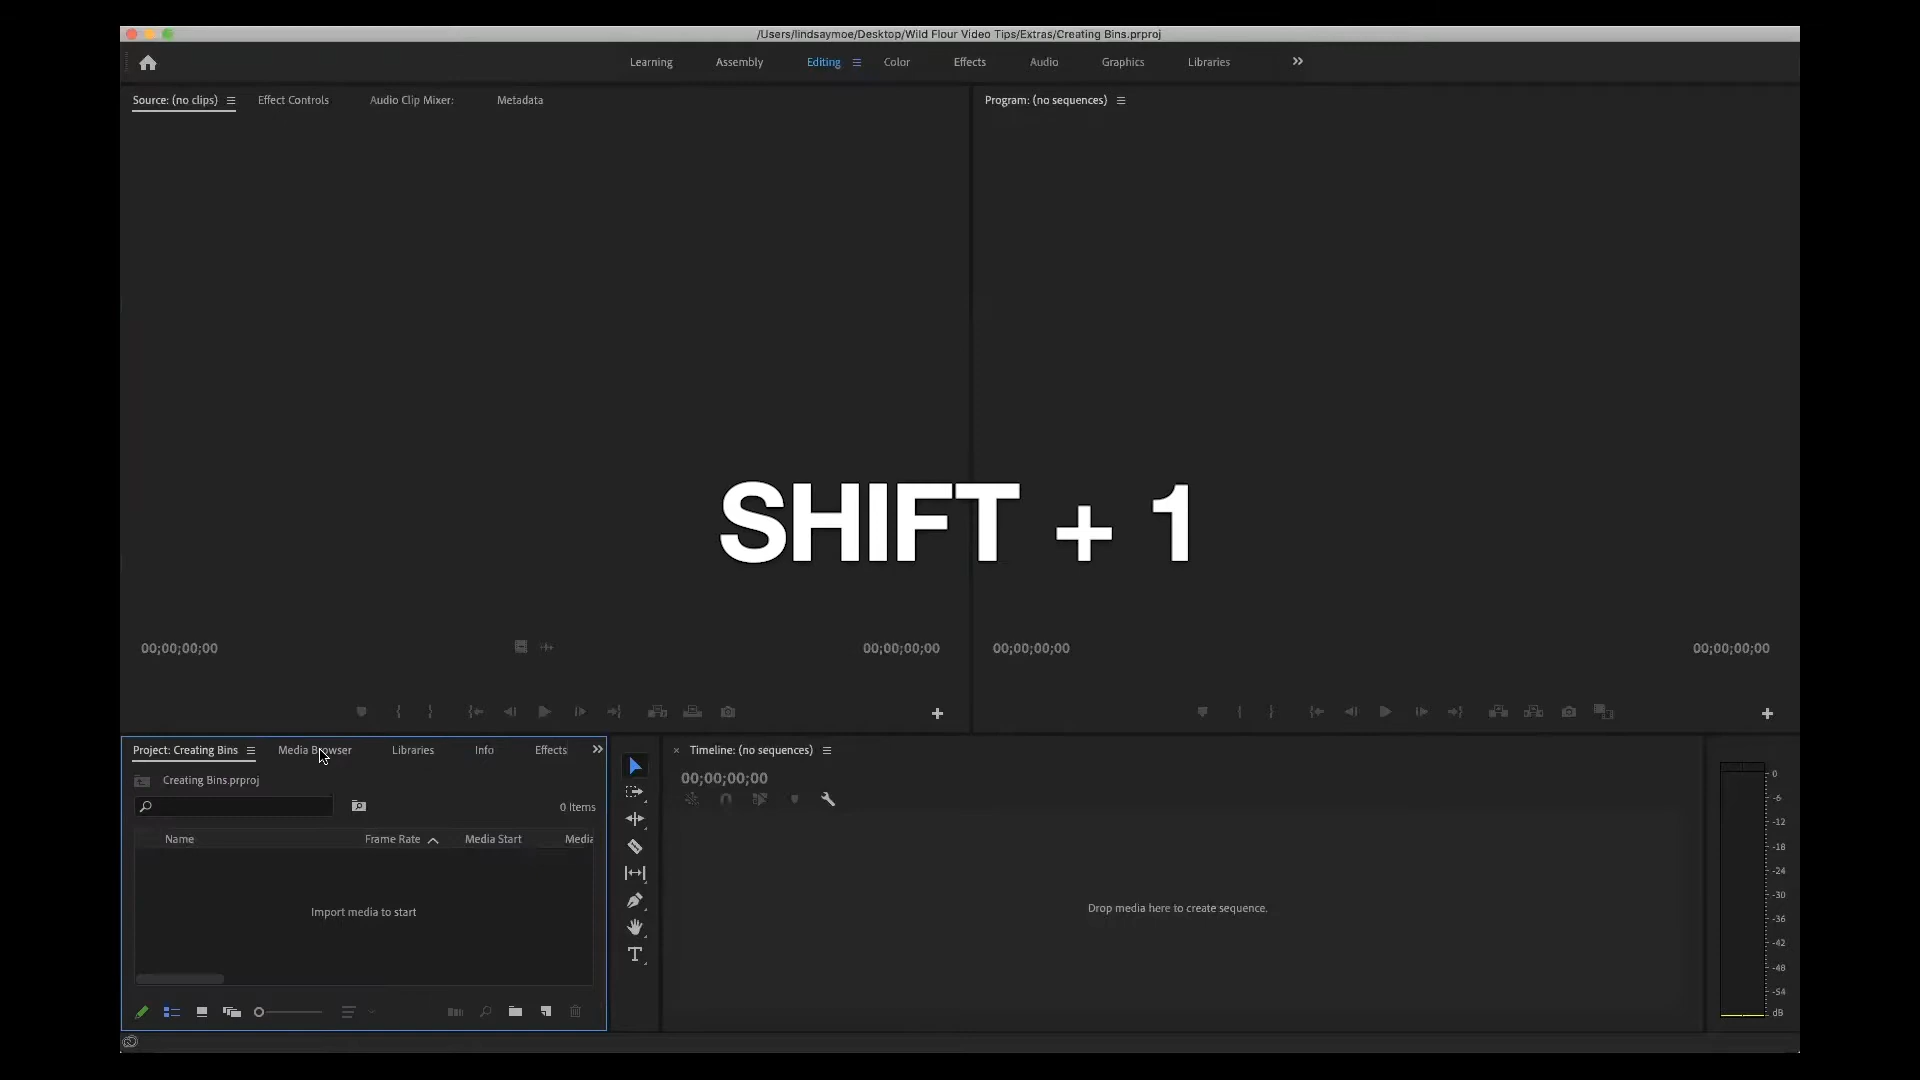 /Users/lindsaymoe/Desktop/Wild Flour Video Tips/Extras/Creating Bins.prproj
Learning Assembly Editing Color Effects Audio Graphics Libraries
Source: (no clips) Effect Controls Audio Clip Mixer: Metadata
Program: (no sequences)
SHIFT + 1
00;00;00;00 00;00;00;00
00;00;00;00 00;00;00;00
Project: Creating Bins Media Browser Libraries Info Effects
Creating Bins.prproj
0 Items
Name Frame Rate Media Start Media
Import media to start
Timeline: (no sequences)
00;00;00;00
Drop media here to create sequence.
0
-6
-12
-18
-24
-30
-36
-42
-48
-54
dB